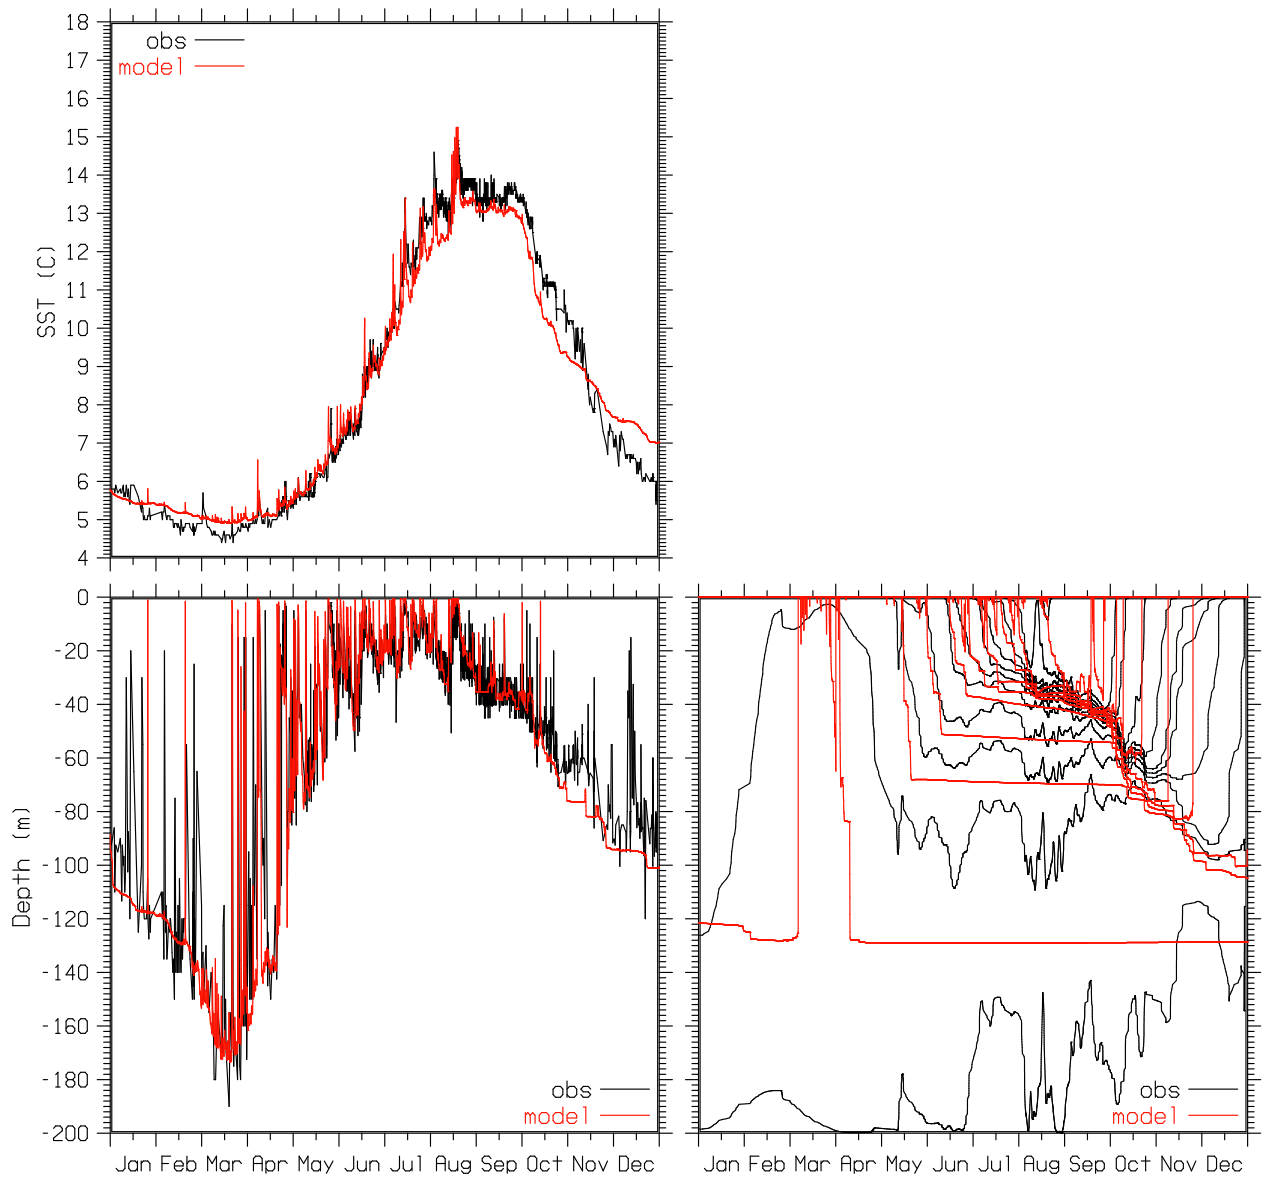 18
17
16
15
14
13
12
11
10
9
8
7
6
5
4
SST (C)
obs
model
0
-20
-40
-60
-80
-100
-120
-140
-160
-180
-200
Depth (m)
obs
model
obs
model
Jan Feb Mar Apr May Jun Jul Aug Sep Oct Nov Dec
Jan Feb Mar Apr May Jun Jul Aug Sep Oct Nov Dec